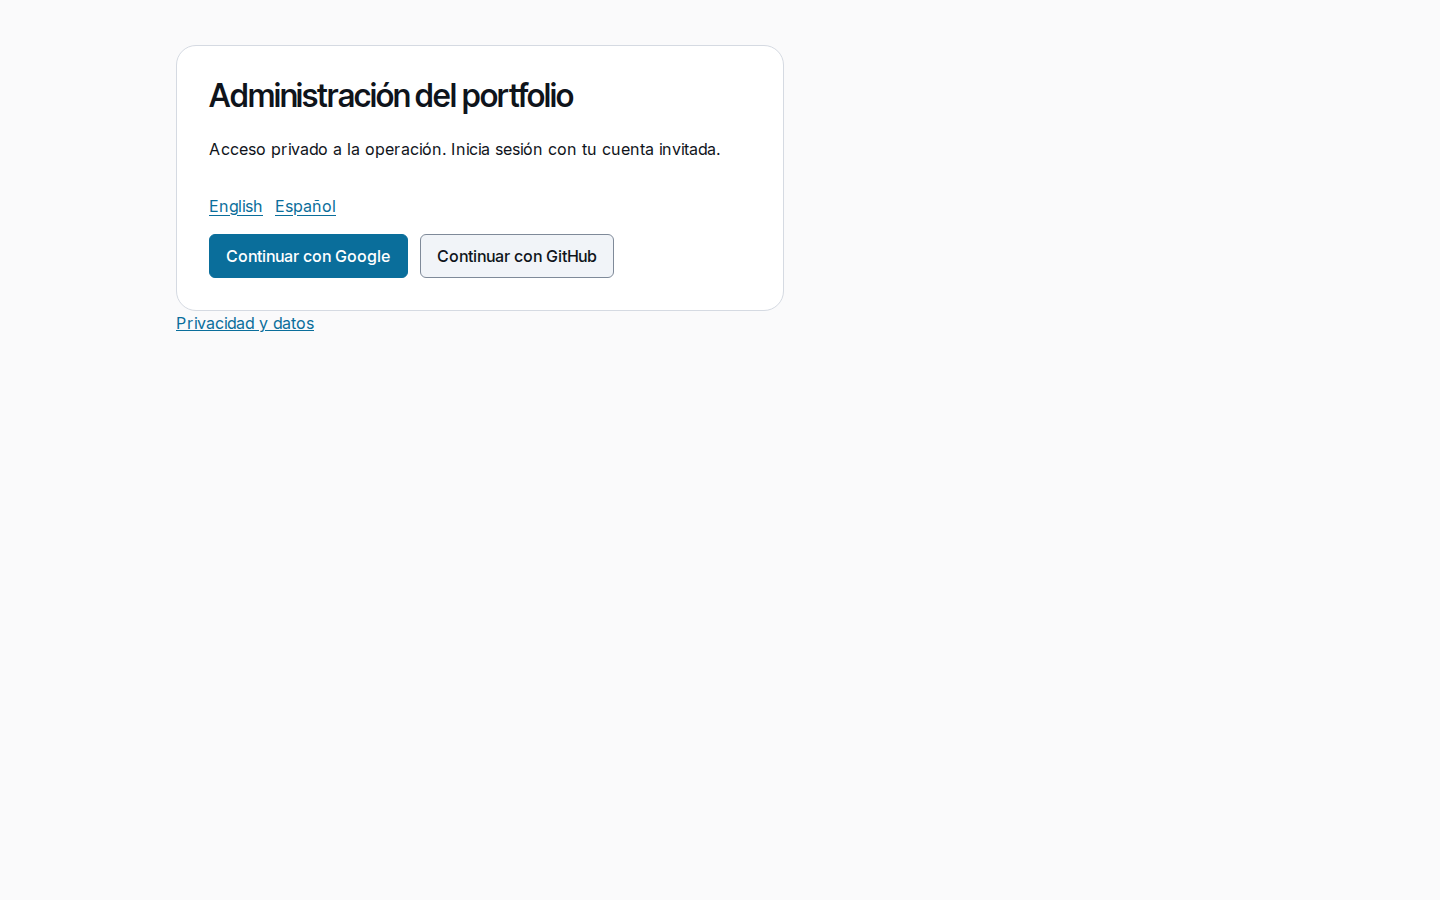 Administración del portfolio
Acceso privado a la operación. Inicia sesión con tu cuenta invitada.
English Español
Continuar con Google Continuar con GitHub
Privacidad y datos